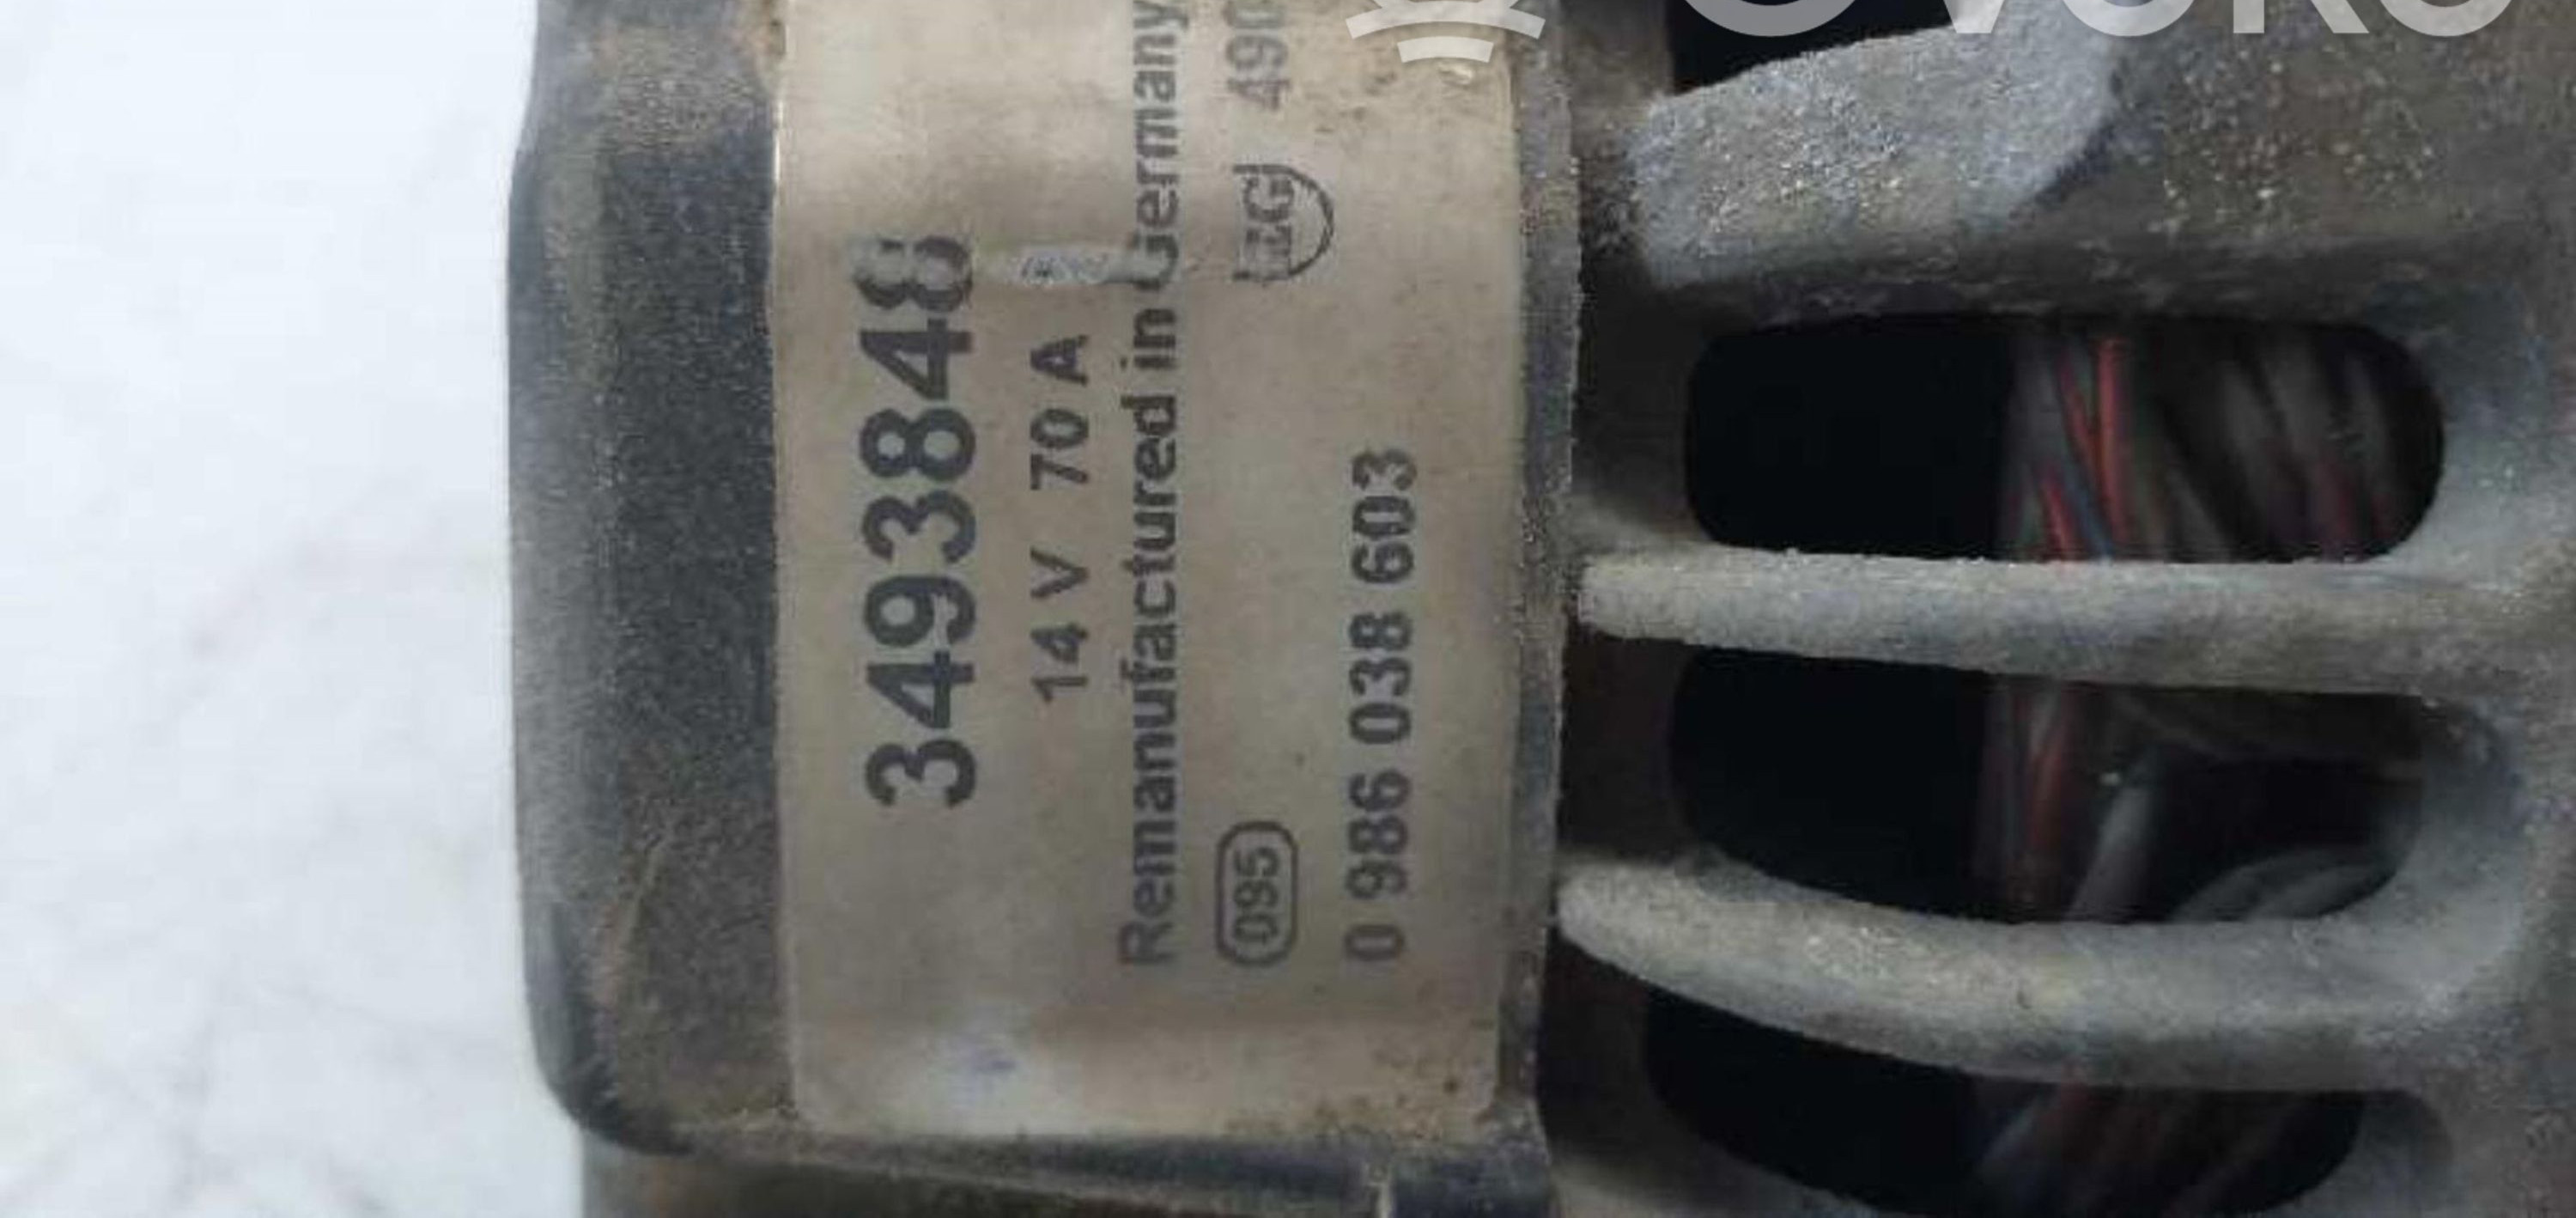 3493848
14 V 70 A
Remanufactured in Germany
095
0 986 038 603